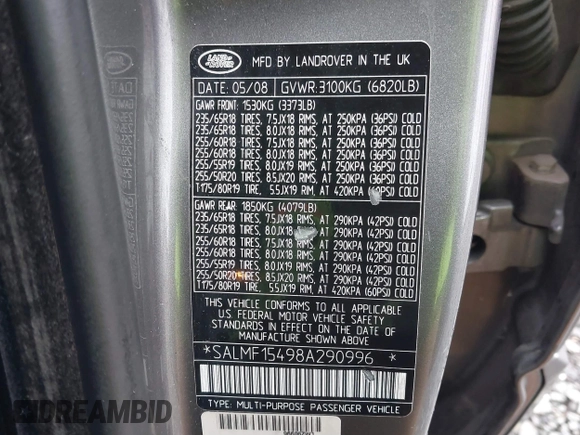 LAND-
ROVER
MFD BY LANDROVER IN THE UK
DATE: 05/08 GVWR:3100KG (6820LB)
GAWR FRONT: 1530KG (3373LB)
235/65R18 TIRES, 7.5JX18 RIMS, AT 250KPA (36PSI) COLD
235/65R18 TIRES, 8.0JX18 RIMS, AT 250KPA (36PSI) COLD
255/60R18 TIRES, 7.5JX18 RIMS, AT 250KPA (36PSI) COLD
255/60R18 TIRES, 8.0JX18 RIMS, AT 250KPA (36PSI) COLD
255/55R19 TIRES, 8.0JX19 RIMS, AT 250KPA (36PSI) COLD
255/50R20 TIRES, 8.5JX20 RIMS, AT 250KPA (36PSI) COLD
T175/80R19 TIRE, 5.5JX19 RIM, AT 420KPA (60PSI) COLD
GAWR REAR: 1850KG (4079LB)
235/65R18 TIRES, 7.5JX18 RIMS, AT 290KPA (42PSI) COLD
235/65R18 TIRES, 8.0JX18 RIMS, AT 290KPA (42PSI) COLD
255/60R18 TIRES, 7.5JX18 RIMS, AT 290KPA (42PSI) COLD
255/60R18 TIRES, 8.0JX18 RIMS, AT 290KPA (42PSI) COLD
255/55R19 TIRES, 8.0JX19 RIMS, AT 290KPA (42PSI) COLD
255/50R20 TIRES, 8.5JX20 RIMS, AT 290KPA (42PSI) COLD
T175/80R19 TIRE, 5.5JX19 RIM, AT 420KPA (60PSI) COLD
THIS VEHICLE CONFORMS TO ALL APPLICABLE
U.S FEDERAL MOTOR VEHICLE SAFETY
STANDARDS IN EFFECT ON THE DATE OF
MANUFACTURE SHOWN ABOVE
*SALMF15498A290996 *
TYPE: MULTI-PURPOSE PASSENGER VEHICLE
DREAMBID